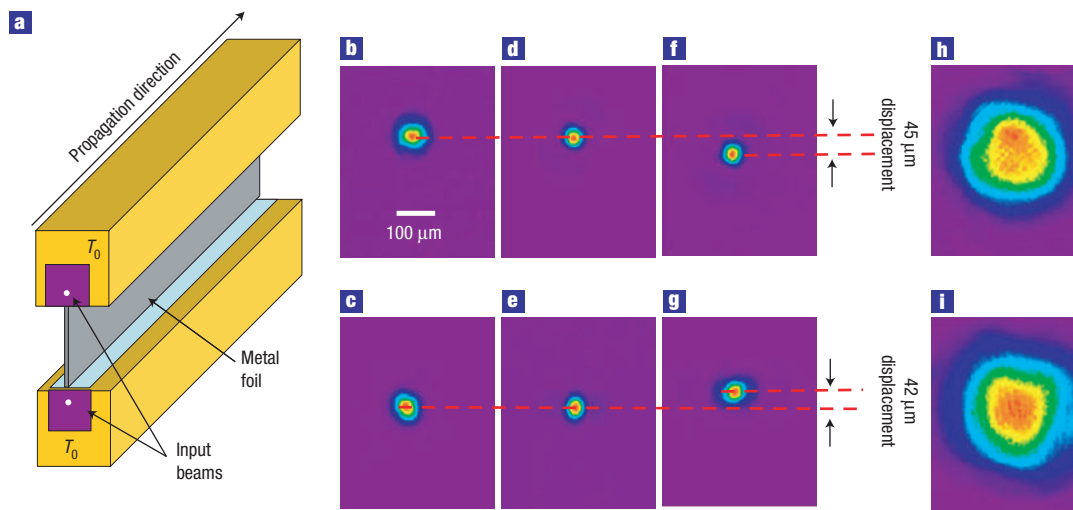 a
Propagation direction
T0
T0
Metal
foil
Input
beams
b
d
f
h
100 μm
45 μm
displacement
c
e
g
i
42 μm
displacement